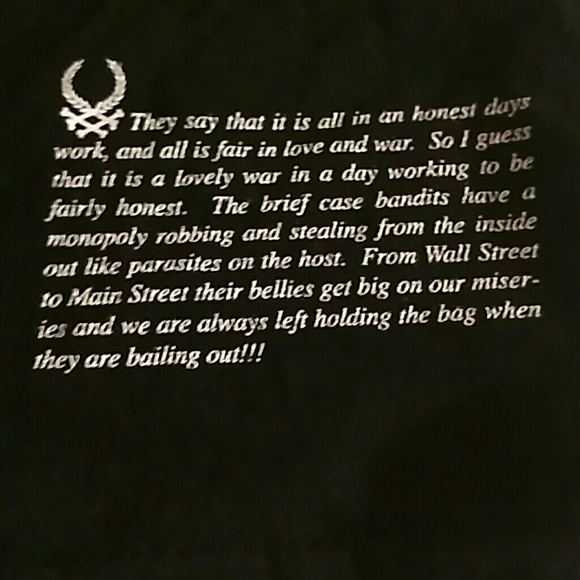 They say that it is all in an honest days
work, and all is fair in love and war. So I guess
that it is a lovely war in a day working to be
fairly honest. The brief case bandits have a
monopoly robbing and stealing from the inside
out like parasites on the host. From Wall Street
to Main Street their bellies get big on our miser-
ies and we are always left holding the bag when
they are bailing out!!!